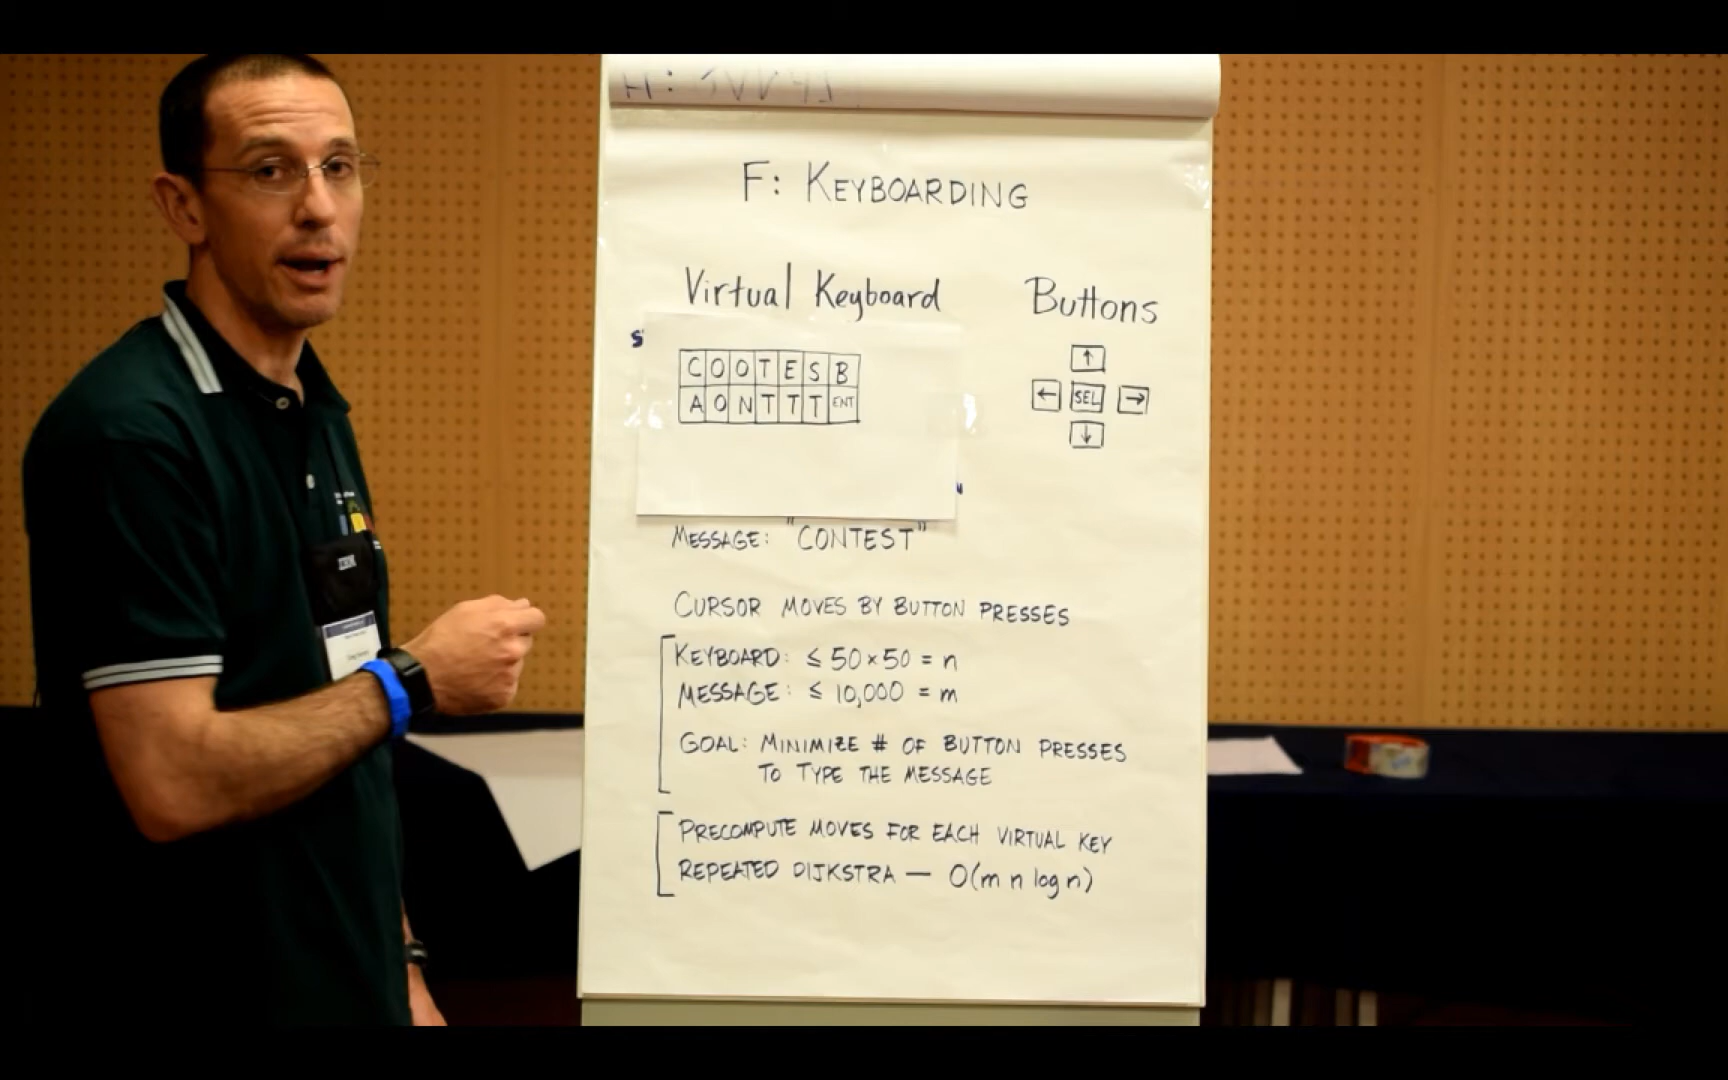 F: KEYBOARDING
Virtual Keyboard
Buttons
S
C O O T E S B
A O N T T T ENT
↑
← SEL →
↓
MESSAGE: "CONTEST"
CURSOR MOVES BY BUTTON PRESSES
KEYBOARD: ≤ 50×50 = n
MESSAGE: ≤ 10,000 = m
GOAL: MINIMIZE # OF BUTTON PRESSES
TO TYPE THE MESSAGE
PRECOMPUTE MOVES FOR EACH VIRTUAL KEY
REPEATED DIJKSTRA — O(m n log n)